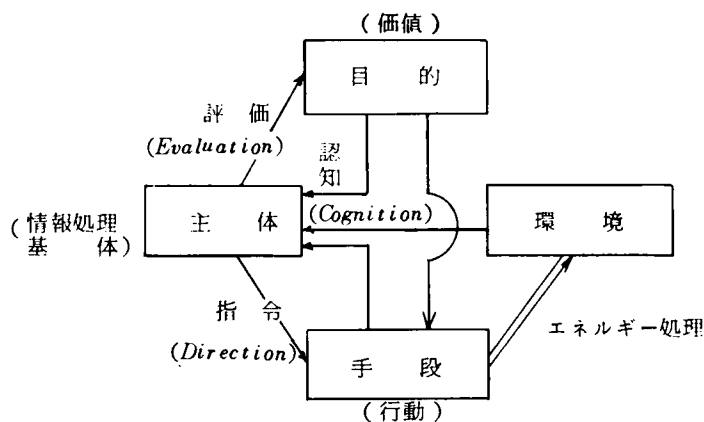 (価値)
目的
評価
(Evaluation)
認知
(情報処理基体)
主体
(Cognition)
環境
指令
(Direction)
エネルギー処理
手段
(行動)